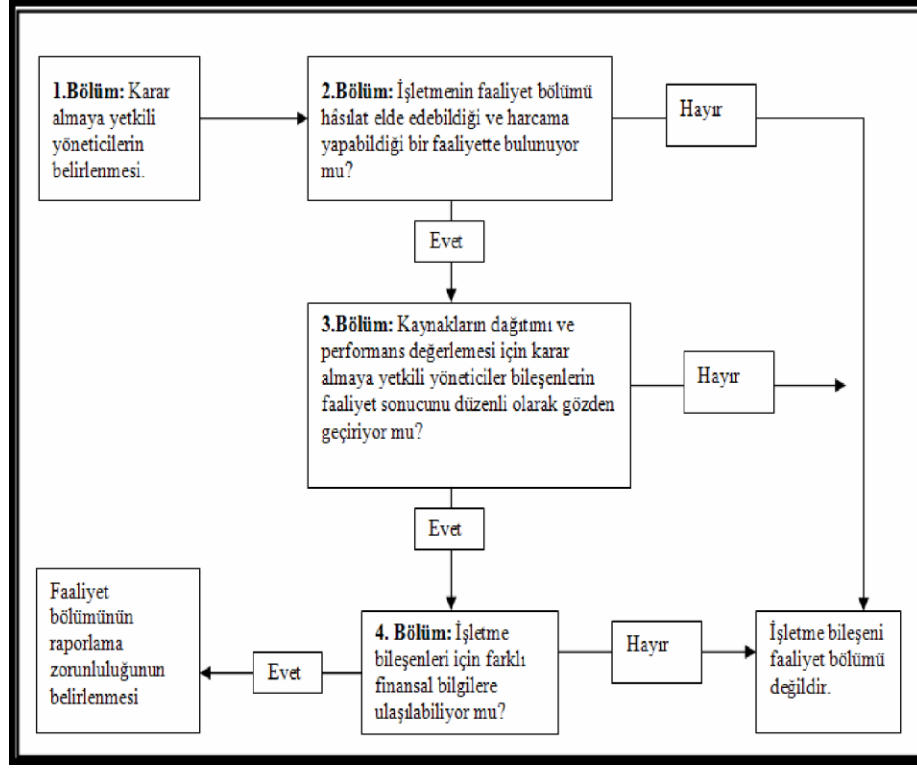 1.Bölüm: Karar
almaya yetkili
yöneticilerin
belirlenmesi.
2.Bölüm: İşletmenin faaliyet bölümü
hâsılat elde edebildiği ve harcama
yapabildiği bir faaliyette bulunuyor
mu?
Hayır
Evet
3.Bölüm: Kaynakların dağıtımı ve
performans değerlemesi için karar
almaya yetkili yöneticiler bileşenlerin
faaliyet sonucunu düzenli olarak gözden
geçiriyor mu?
Hayır
Evet
Faaliyet
bölümünün
raporlama
zorunluluğunun
belirlenmesi
Evet
4. Bölüm: İşletme
bileşenleri için farklı
finansal bilgilere
ulaşılabiliyor mu?
Hayır
İşletme bileşeni
faaliyet bölümü
değildir.